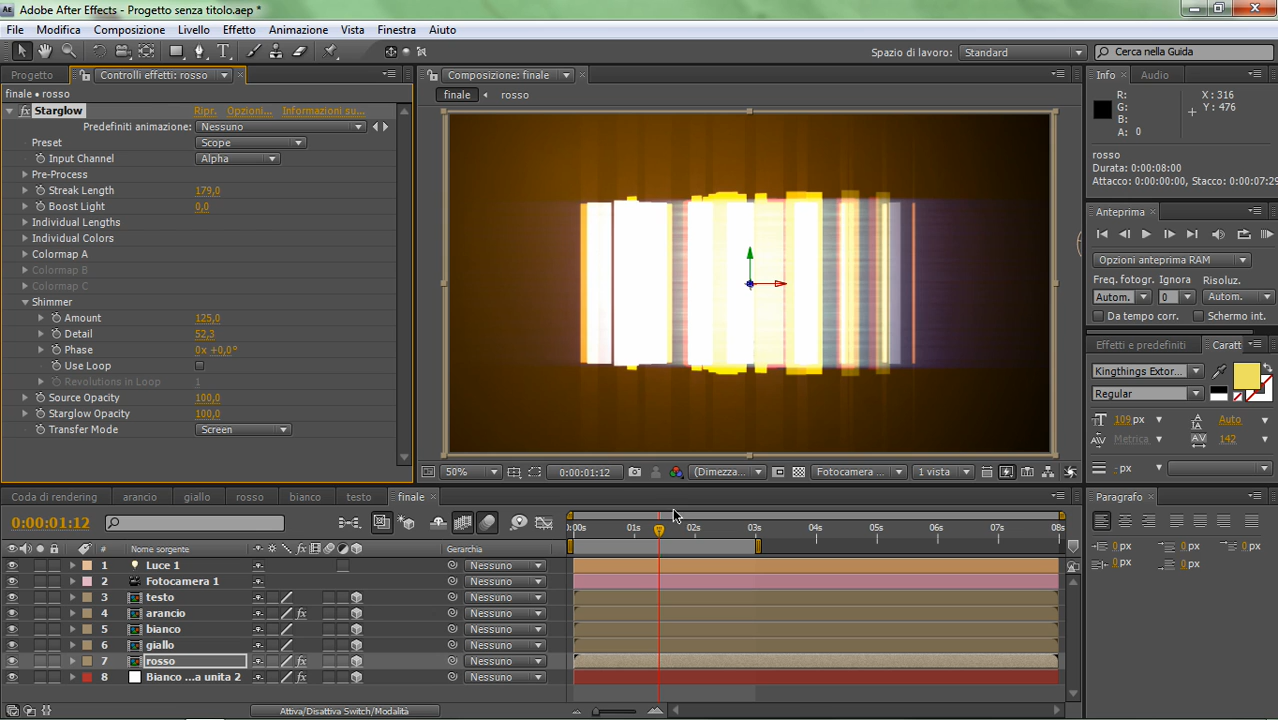 Adobe After Effects - Progetto senza titolo.aep *
File Modifica Composizione Livello Effetto Animazione Vista Finestra Aiuto
Spazio di lavoro: Standard Cerca nella Guida
Progetto Controlli effetti: rosso
finale • rosso
fx Starglow Ripr. Opzioni... Informazioni su...
Predefiniti animazione: Nessuno
Preset Scope
Input Channel Alpha
Pre-Process
Streak Length 179,0
Boost Light 0,0
Individual Lengths
Individual Colors
Colormap A
Colormap B
Colormap C
Shimmer
Amount 125,0
Detail 52,3
Phase 0x +0,0°
Use Loop
Revolutions in Loop 1
Source Opacity 100,0
Starglow Opacity 100,0
Transfer Mode Screen
Composizione: finale
finale rosso
50% 0:00:01:12 (Dimezza... Fotocamera ... 1 vista
Info Audio
R: X : 316
G: Y : 476
B:
A: 0
rosso
Durata: 0:00:08:00
Attacco: 0:00:00:00, Stacco: 0:00:07:29
Anteprima
Opzioni anteprima RAM
Freq. fotogr. Ignora Risoluz.
Autom. 0 Autom.
Da tempo corr. Schermo int.
Effetti e predefiniti Caratt
Kingthings Extor...
Regular
109 px Auto
Metrica 142
- px
Paragrafo
0 px 0 px 0 px
0 px 0 px
Coda di rendering arancio giallo rosso bianco testo finale
0:00:01:12
0:00s 01s 02s 03s 04s 05s 06s 07s 08s
# Nome sorgente Gerarchia
1 Luce 1 Nessuno
2 Fotocamera 1 Nessuno
3 testo Nessuno
4 arancio fx Nessuno
5 bianco Nessuno
6 giallo Nessuno
7 rosso fx Nessuno
8 Bianco ...a unita 2 Nessuno
Attiva/Disattiva Switch/Modalità